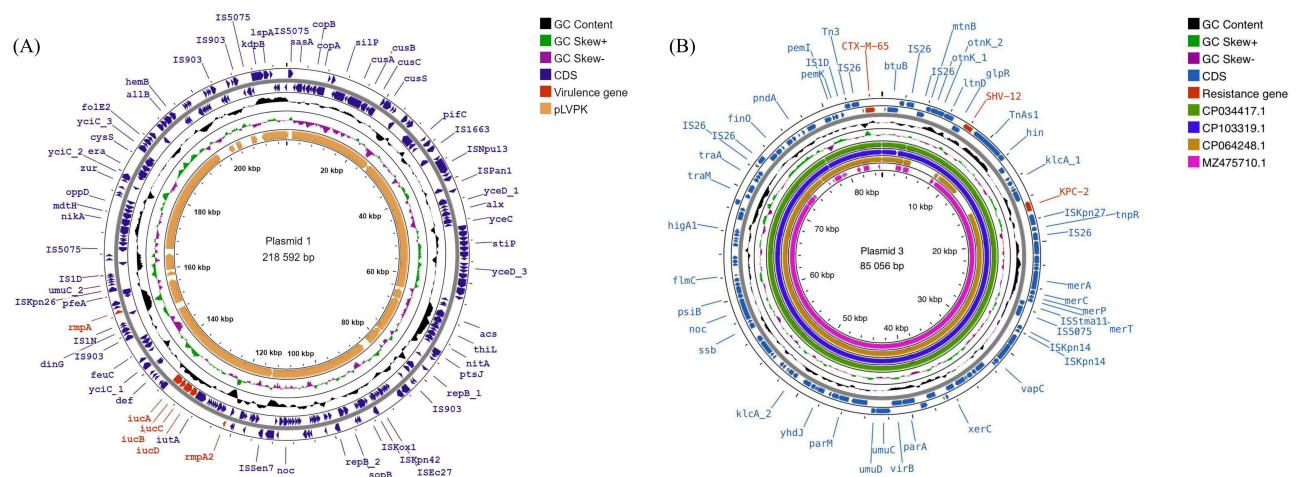 (A)
IS5075
IS5075
copB
lspA
sasA
copA
kdpB
silP
IS903
cusB
cusA
cusC
IS903
cusS
hemB
allB
pifC
folE2
IS1663
yciC_3
ISNpu13
cysS
ISPan1
yciC_2
era
yceD_1
zur
alx
oppD
yceC
mdtH
nikA
stiP
IS5075
yceD_3
IS1D
umuC_2
ISKpn26
pfeA
rmpA
acs
IS1N
thiL
IS903
nitA
dinG
ptsJ
feuC
repB_1
yciC_1
IS903
def
iucA
iucC
iucB
iutA
iucD
rmpA2
ISSen7
noc
repB_2
sopB
ISKox1
ISKpn42
ISEc27
200 kbp
20 kbp
180 kbp
40 kbp
Plasmid 1
218 592 bp
160 kbp
60 kbp
140 kbp
80 kbp
120 kbp
100 kbp
GC Content
GC Skew+
GC Skew-
CDS
Virulence gene
pLVPK
(B)
Tn3
CTX-M-65
mtnB
pemI
btuB
IS26
otnK_2
IS1D
IS26
otnK_1
pemK
IS26
glpR
ltnD
pndA
SHV-12
finO
TnAs1
IS26
hin
IS26
traA
klcA_1
traM
KPC-2
ISKpn27
tnpR
higA1
IS26
flmC
merA
merC
psiB
merP
noc
ISStma11
merT
IS5075
ssb
ISKpn14
ISKpn14
vapC
klcA_2
xerC
yhdJ
parM
parA
umuC
umuD
virB
80 kbp
10 kbp
70 kbp
20 kbp
Plasmid 3
85 056 bp
60 kbp
30 kbp
50 kbp
40 kbp
GC Content
GC Skew+
GC Skew-
CDS
Resistance gene
CP034417.1
CP103319.1
CP064248.1
MZ475710.1